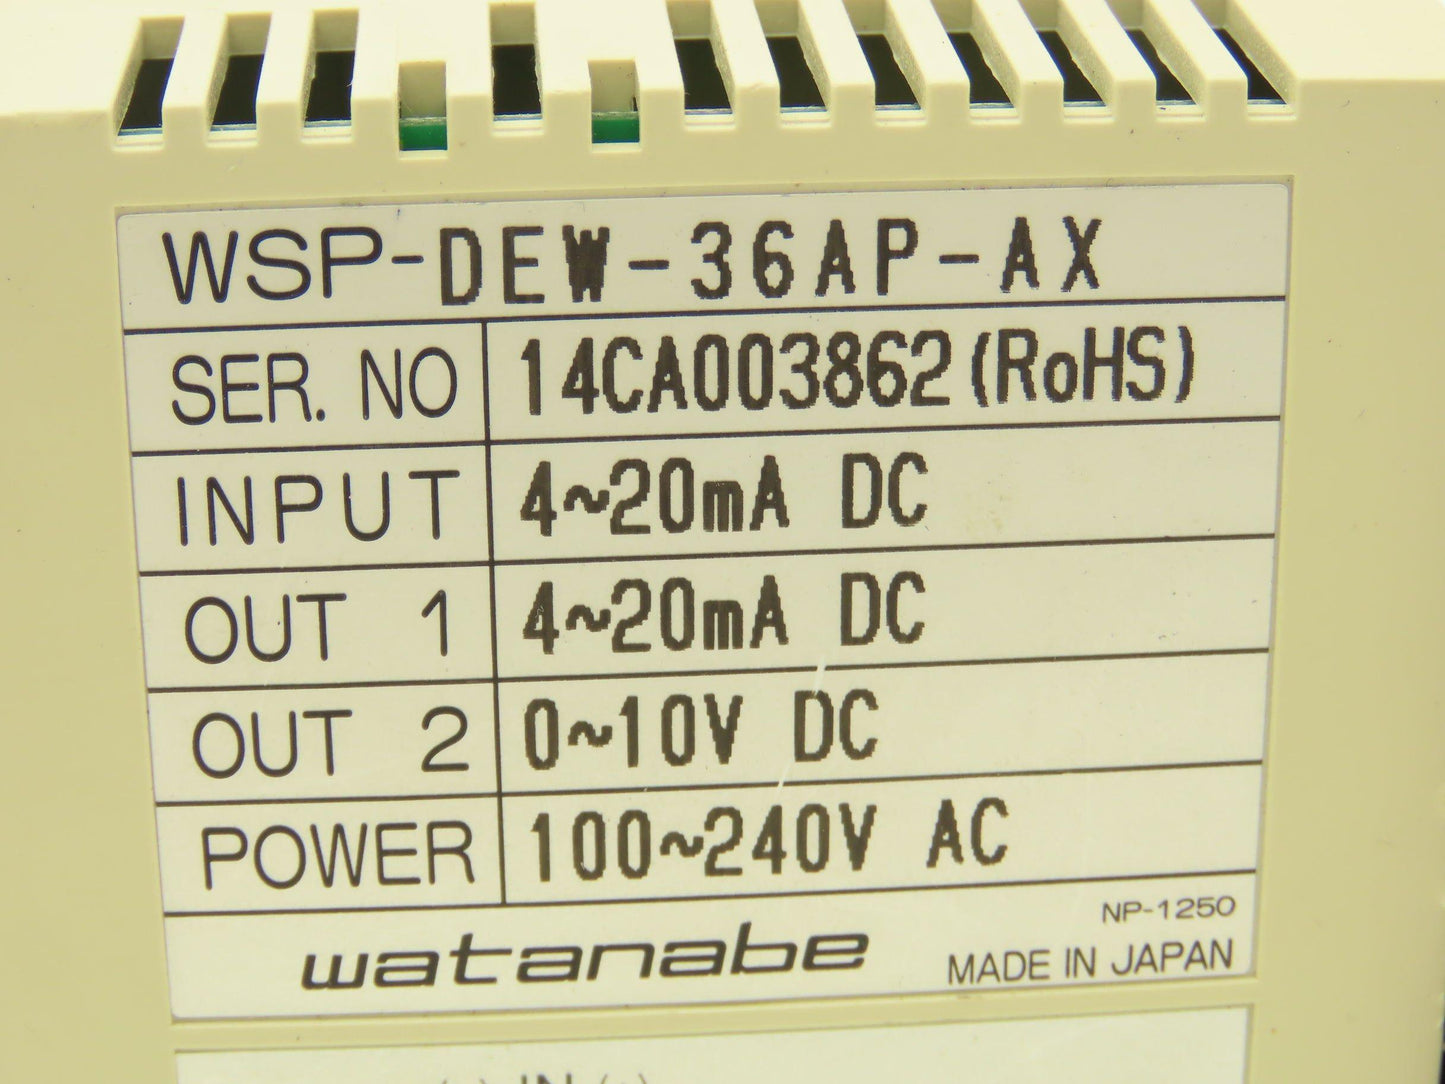 WSP-DEW-36AP-AX
SER. NO 14CA003862(RoHS)
INPUT 4~20mA DC
OUT 1 4~20mA DC
OUT 2 0~10V DC
POWER 100~240V AC
watanabe
NP-1250
MADE IN JAPAN
IN